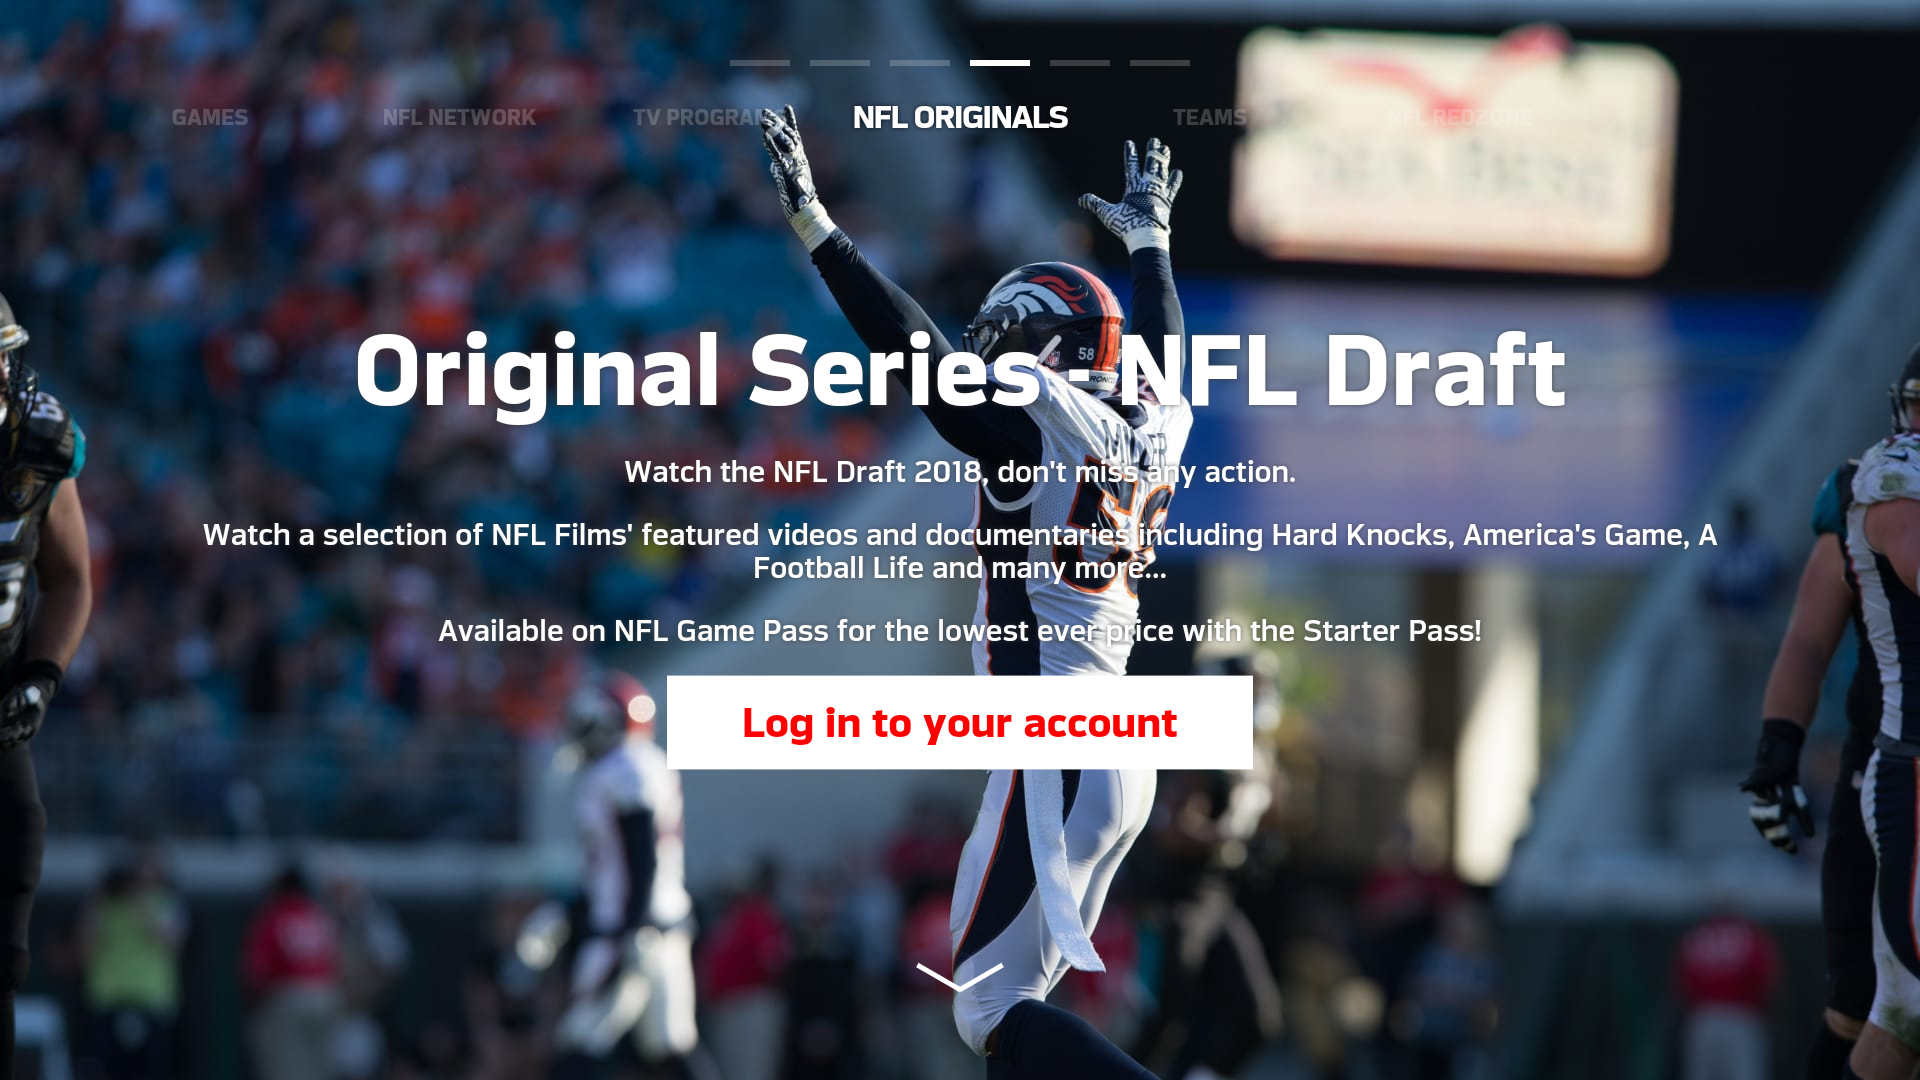 GAMES
NFL NETWORK
TV PROGRAMS
NFL ORIGINALS
TEAMS
NFL REDZONE
58
Original Series - NFL Draft
Watch the NFL Draft 2018, don't miss any action.
Watch a selection of NFL Films' featured videos and documentaries including Hard Knocks, America's Game, A
Football Life and many more...
Available on NFL Game Pass for the lowest ever price with the Starter Pass!
Log in to your account